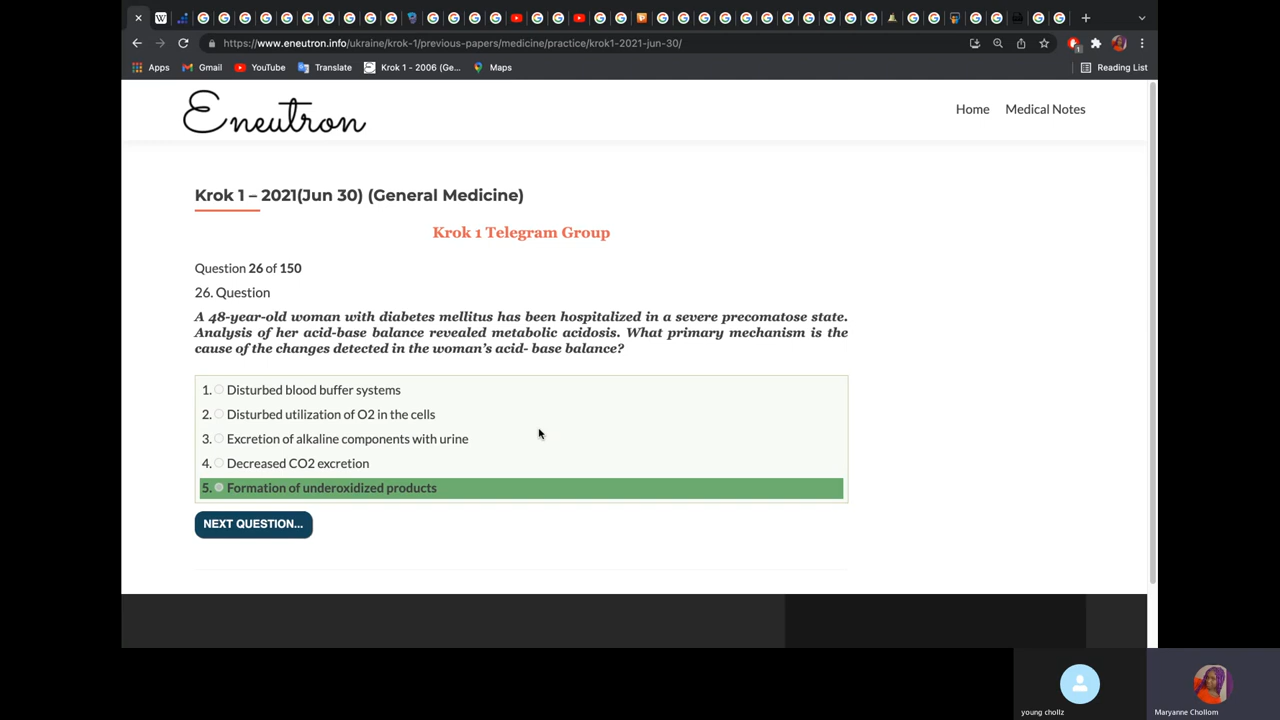 https://www.eneutron.info/ukraine/krok-1/previous-papers/medicine/practice/krok1-2021-jun-30/
Apps Gmail YouTube Translate Krok 1 - 2006 (Ge... Maps Reading List
Eneutron
Home Medical Notes
Krok 1 – 2021(Jun 30) (General Medicine)
Krok 1 Telegram Group
Question 26 of 150
26. Question
A 48-year-old woman with diabetes mellitus has been hospitalized in a severe precomatose state.
Analysis of her acid-base balance revealed metabolic acidosis. What primary mechanism is the
cause of the changes detected in the woman's acid- base balance?
1. Disturbed blood buffer systems
2. Disturbed utilization of O2 in the cells
3. Excretion of alkaline components with urine
4. Decreased CO2 excretion
5. Formation of underoxidized products
NEXT QUESTION...
young chollz
Maryanne Chollom